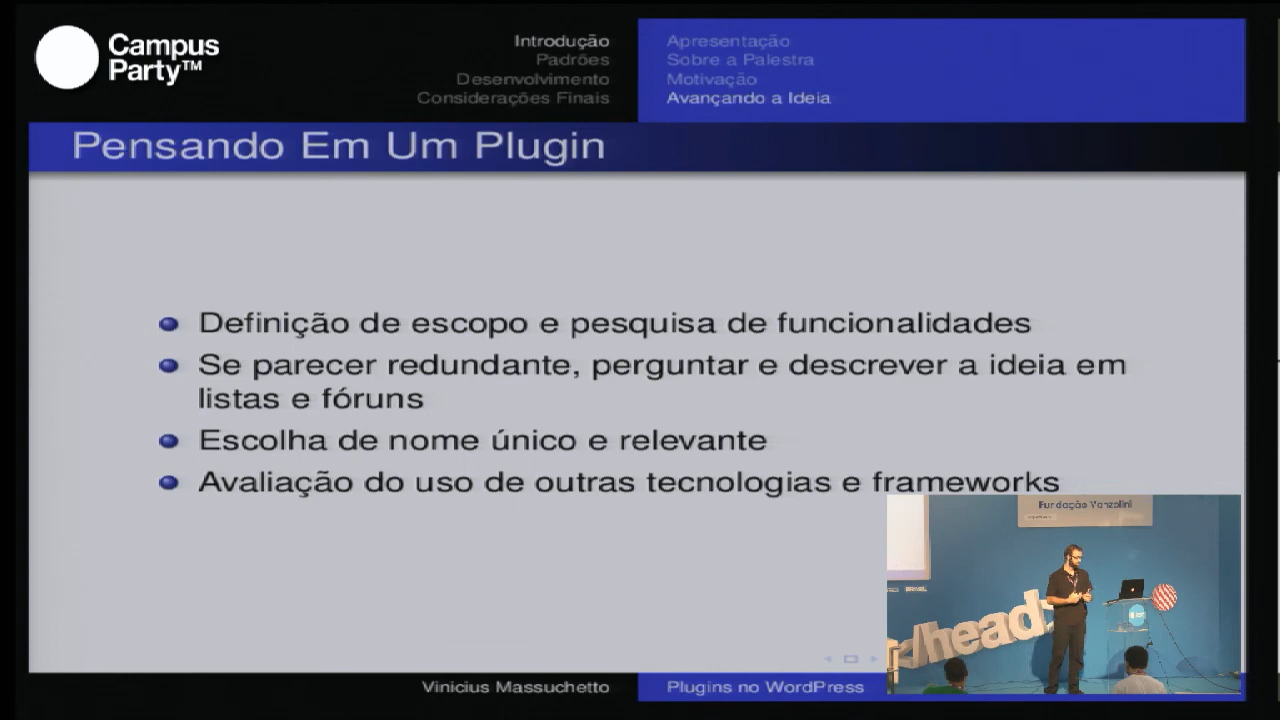 Campus
Party™
Introdução
Padrões
Desenvolvimento
Considerações Finais
Apresentação
Sobre a Palestra
Motivação
Avançando a Ideia
Pensando Em Um Plugin
Definição de escopo e pesquisa de funcionalidades
Se parecer redundante, perguntar e descrever a ideia em
listas e fóruns
Escolha de nome único e relevante
Avaliação do uso de outras tecnologias e frameworks
Fundação Vanzolini
BRASIL
/head>
Vinicius Massuchetto
Plugins no WordPress